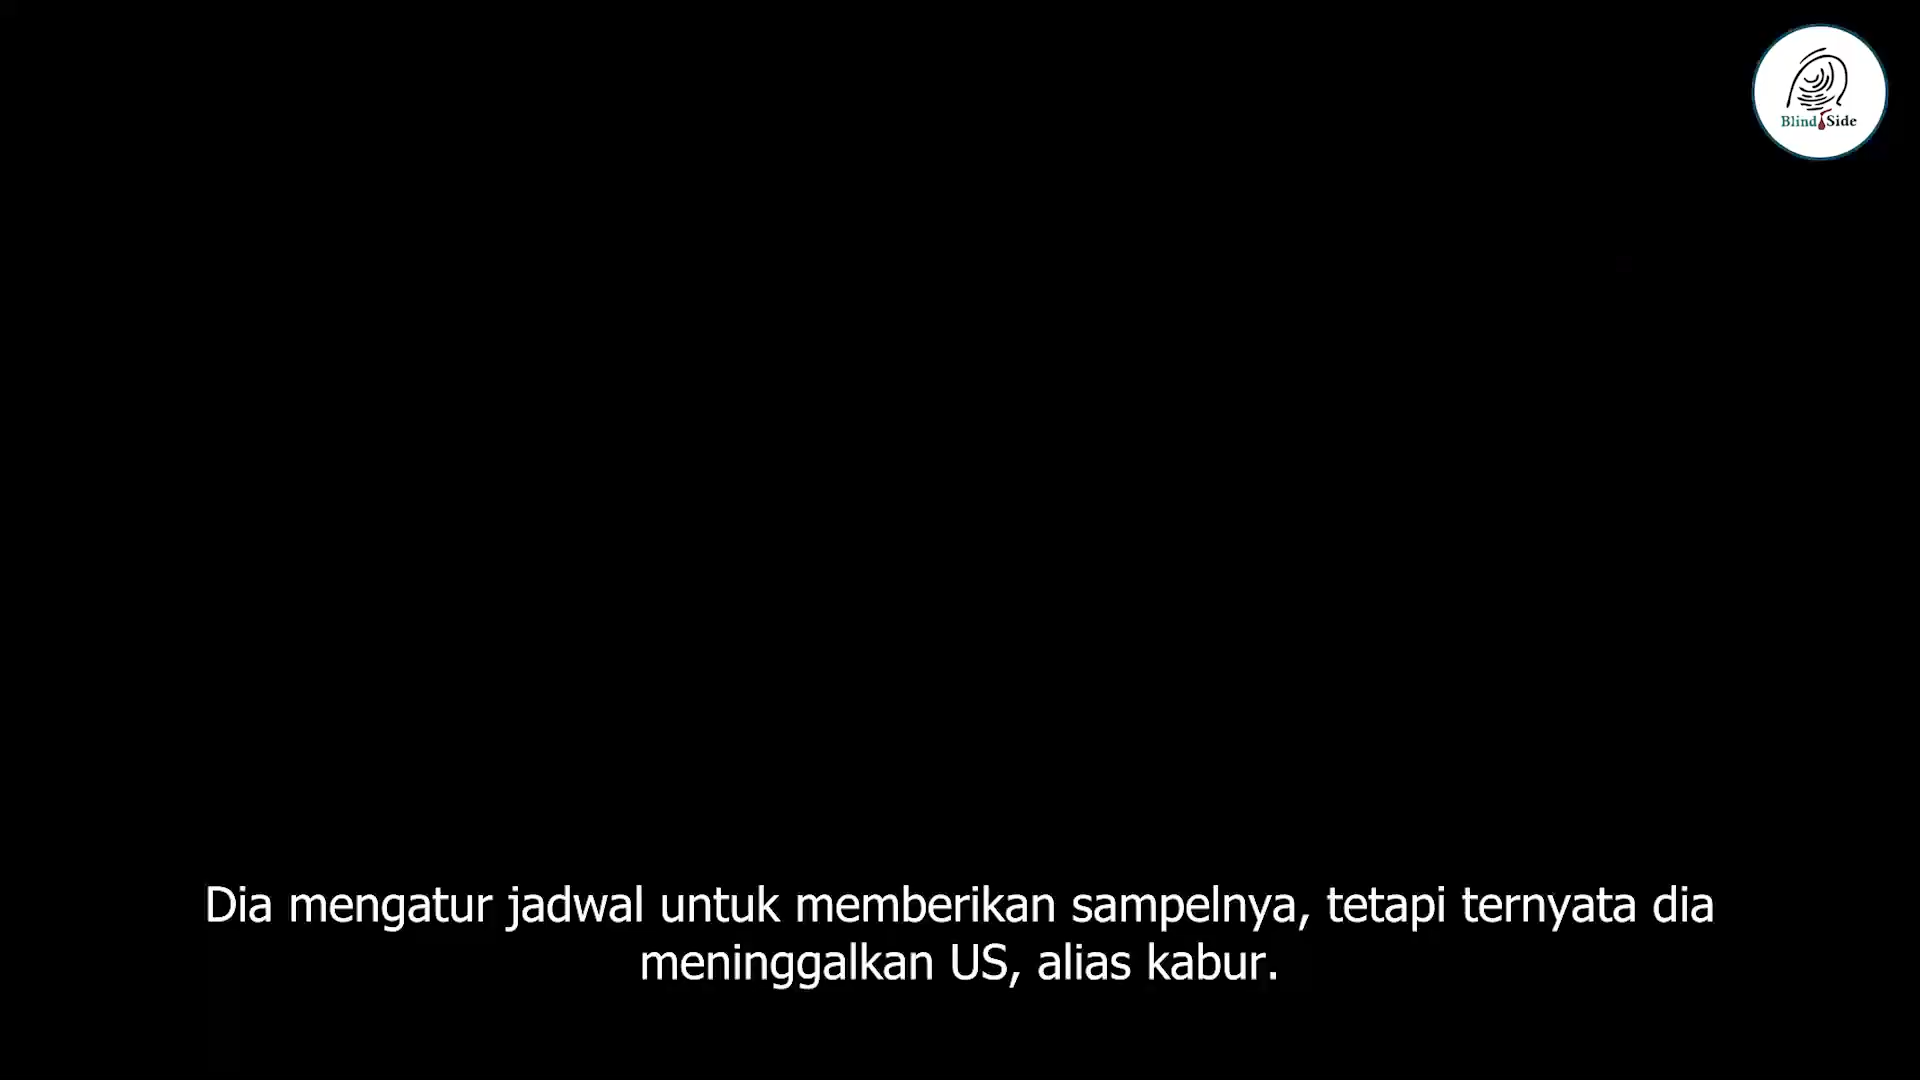 Blind Side
Dia mengatur jadwal untuk memberikan sampelnya, tetapi ternyata dia
meninggalkan US, alias kabur.